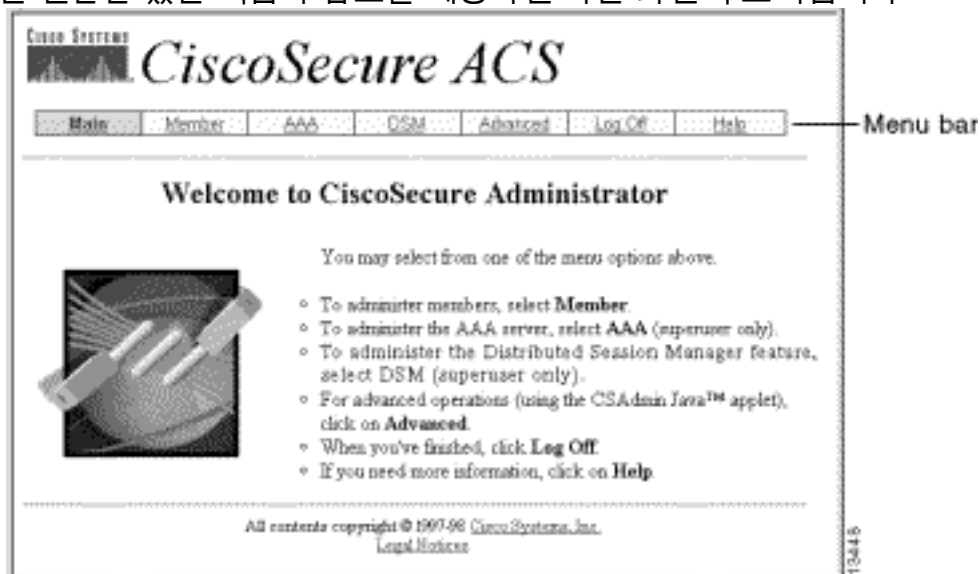 CISCO SYSTEMS
CiscoSecure ACS
Main Member AAA DSM Advanced Log Off Help
Menu bar
Welcome to CiscoSecure Administrator
You may select from one of the menu options above.
To administer members, select Member.
To administer the AAA server, select AAA (superuser only).
To administer the Distributed Session Manager feature,
select DSM (superuser only).
For advanced operations (using the CSAdmin Java™ applet),
click on Advanced.
When you've finished, click Log Off.
If you need more information, click on Help.
All contents copyright © 1997-98 Cisco Systems, Inc.
Legal Notices
13446